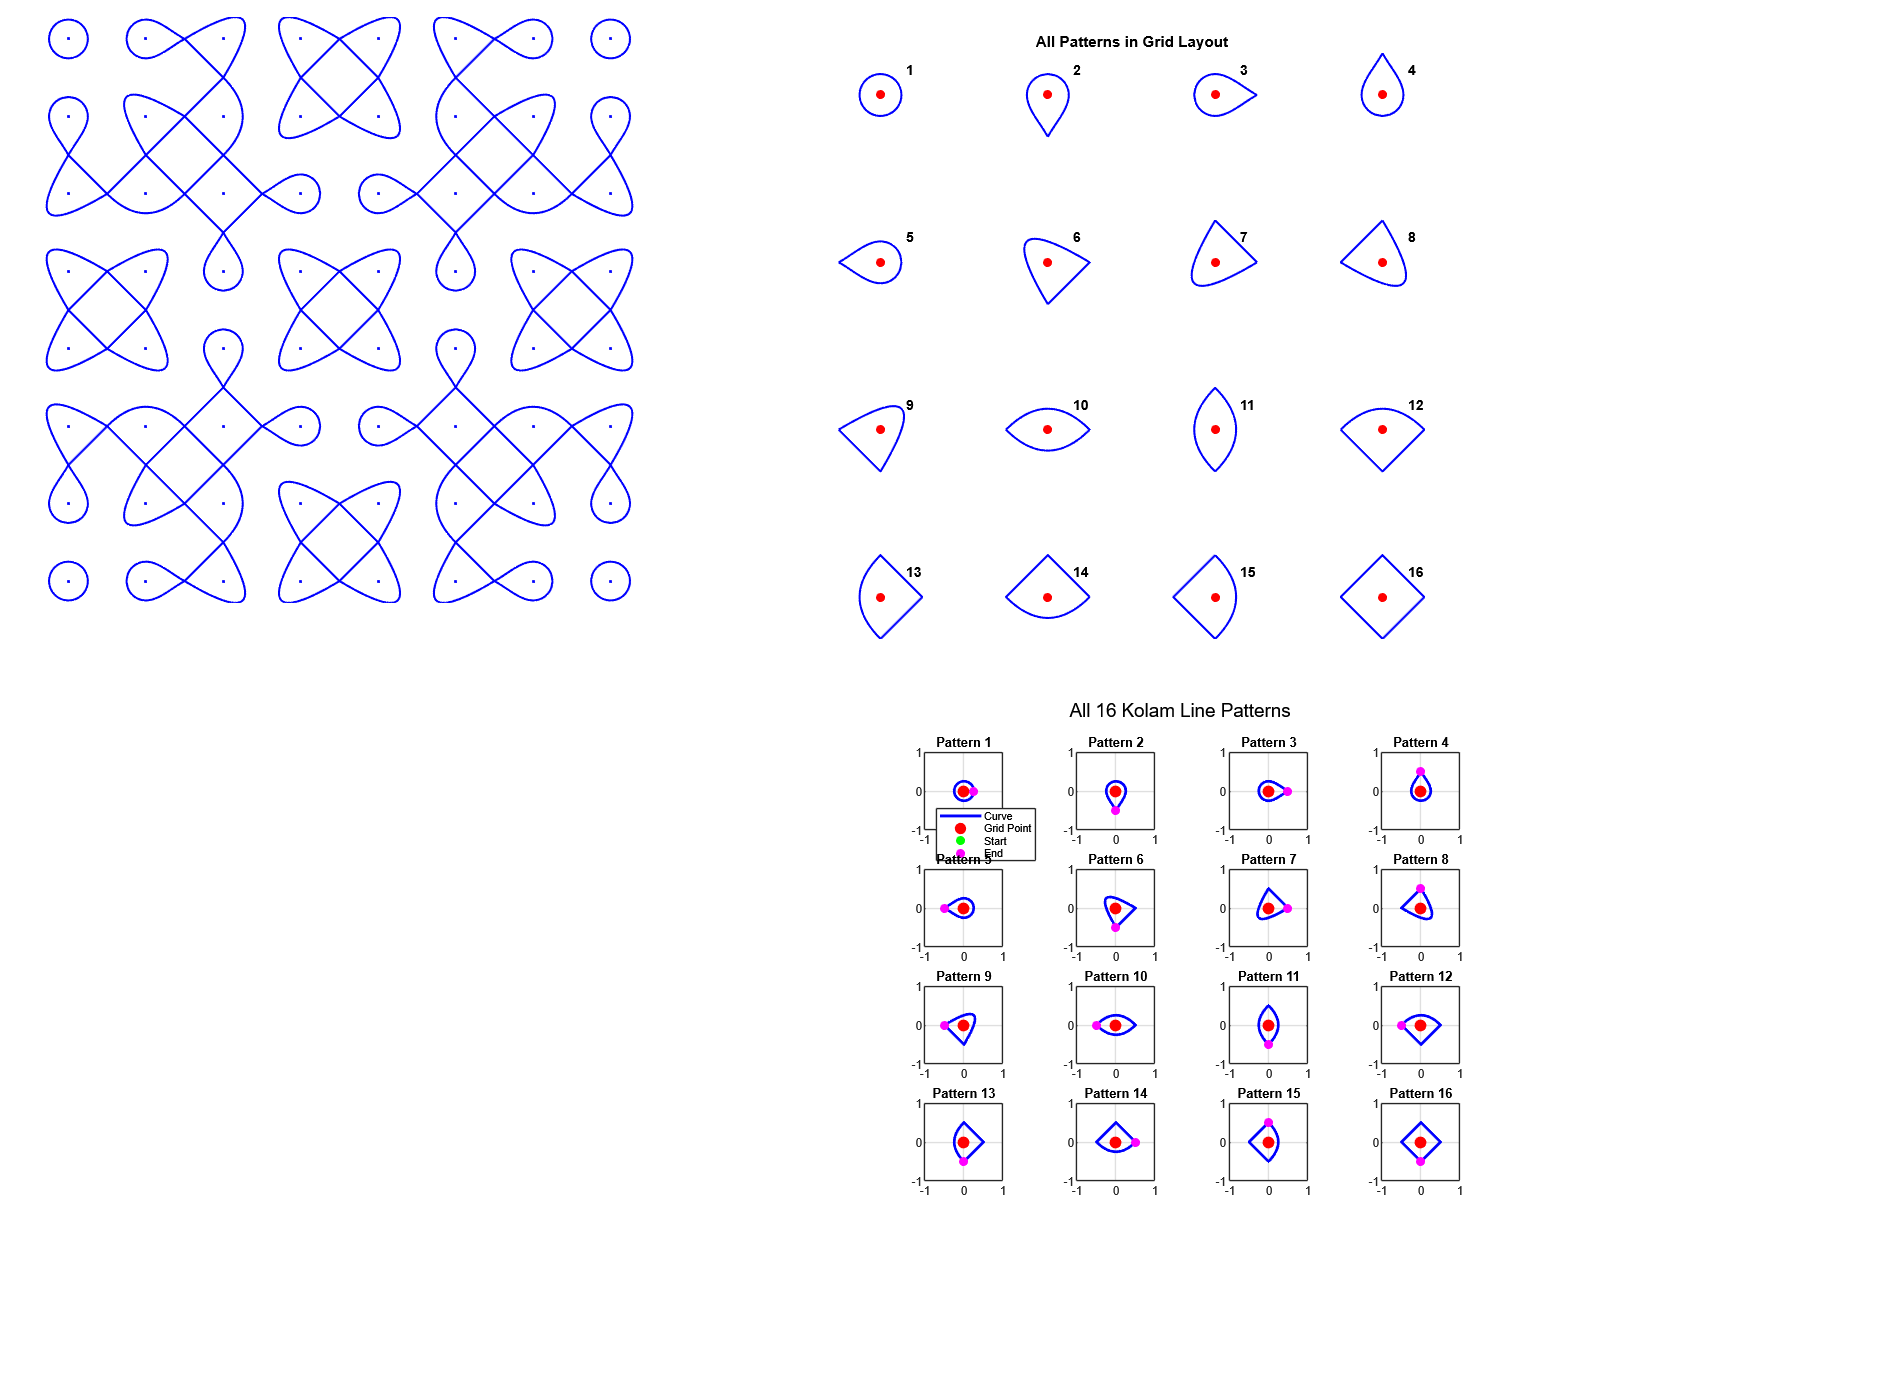 All Patterns in Grid Layout
1 2 3 4
5 6 7 8
9 10 11 12
13 14 15 16
All 16 Kolam Line Patterns
Pattern 1 Pattern 2 Pattern 3 Pattern 4
1 1 1 1
0 0 0 0
-1 -1 -1 -1
-1 -1 0 1 -1 0 1 -1 0 1
Curve
Grid Point
Start
End
Pattern 5 Pattern 6 Pattern 7 Pattern 8
1 1 1 1
0 0 0 0
-1 -1 -1 -1
-1 0 1 -1 0 1 -1 0 1 -1 0 1
Pattern 9 Pattern 10 Pattern 11 Pattern 12
1 1 1 1
0 0 0 0
-1 -1 -1 -1
-1 0 1 -1 0 1 -1 0 1 -1 0 1
Pattern 13 Pattern 14 Pattern 15 Pattern 16
1 1 1 1
0 0 0 0
-1 -1 -1 -1
-1 0 1 -1 0 1 -1 0 1 -1 0 1